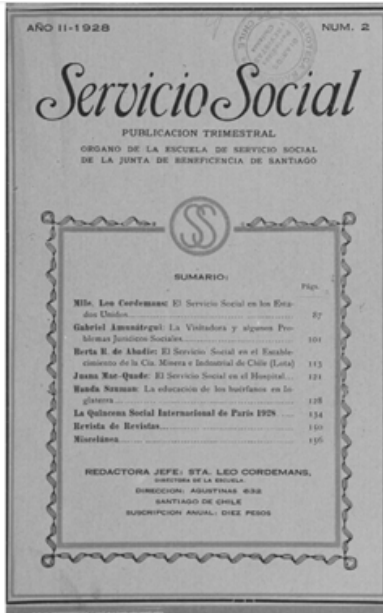 AÑO II-1928 NUM. 2
Servicio Social
PUBLICACION TRIMESTRAL
ORGANO DE LA ESCUELA DE SERVICIO SOCIAL
DE LA JUNTA DE BENEFICENCIA DE SANTIAGO
SS
SUMARIO:
Págs.
Mlle. Leo Cordemans: El Servicio Social en los Esta-
dos Unidos 87
Gabriel Amunátegui: La Visitadora y algunos Pro-
blemas Jurídicos Sociales 101
Herta H. de Abadie: El Servicio Social en el Estable-
cimiento de la Cía. Minera e Industrial de Chile (Lota) 113
Juana Mac-Quade: El Servicio Social en el Hospital 121
Wanda La educación de los huérfanos en In-
glaterra 128
La Quincena Social Internacional de París 1928 134
Revista de Revistas 150
Miscelánea 156
REDACTORA JEFE: STA. LEO CORDEMANS,
DIRECTORA DE LA ESCUELA
DIRECCION: AGUSTINAS 632
SANTIAGO DE CHILE
SUSCRIPCION ANUAL: DIEZ PESOS